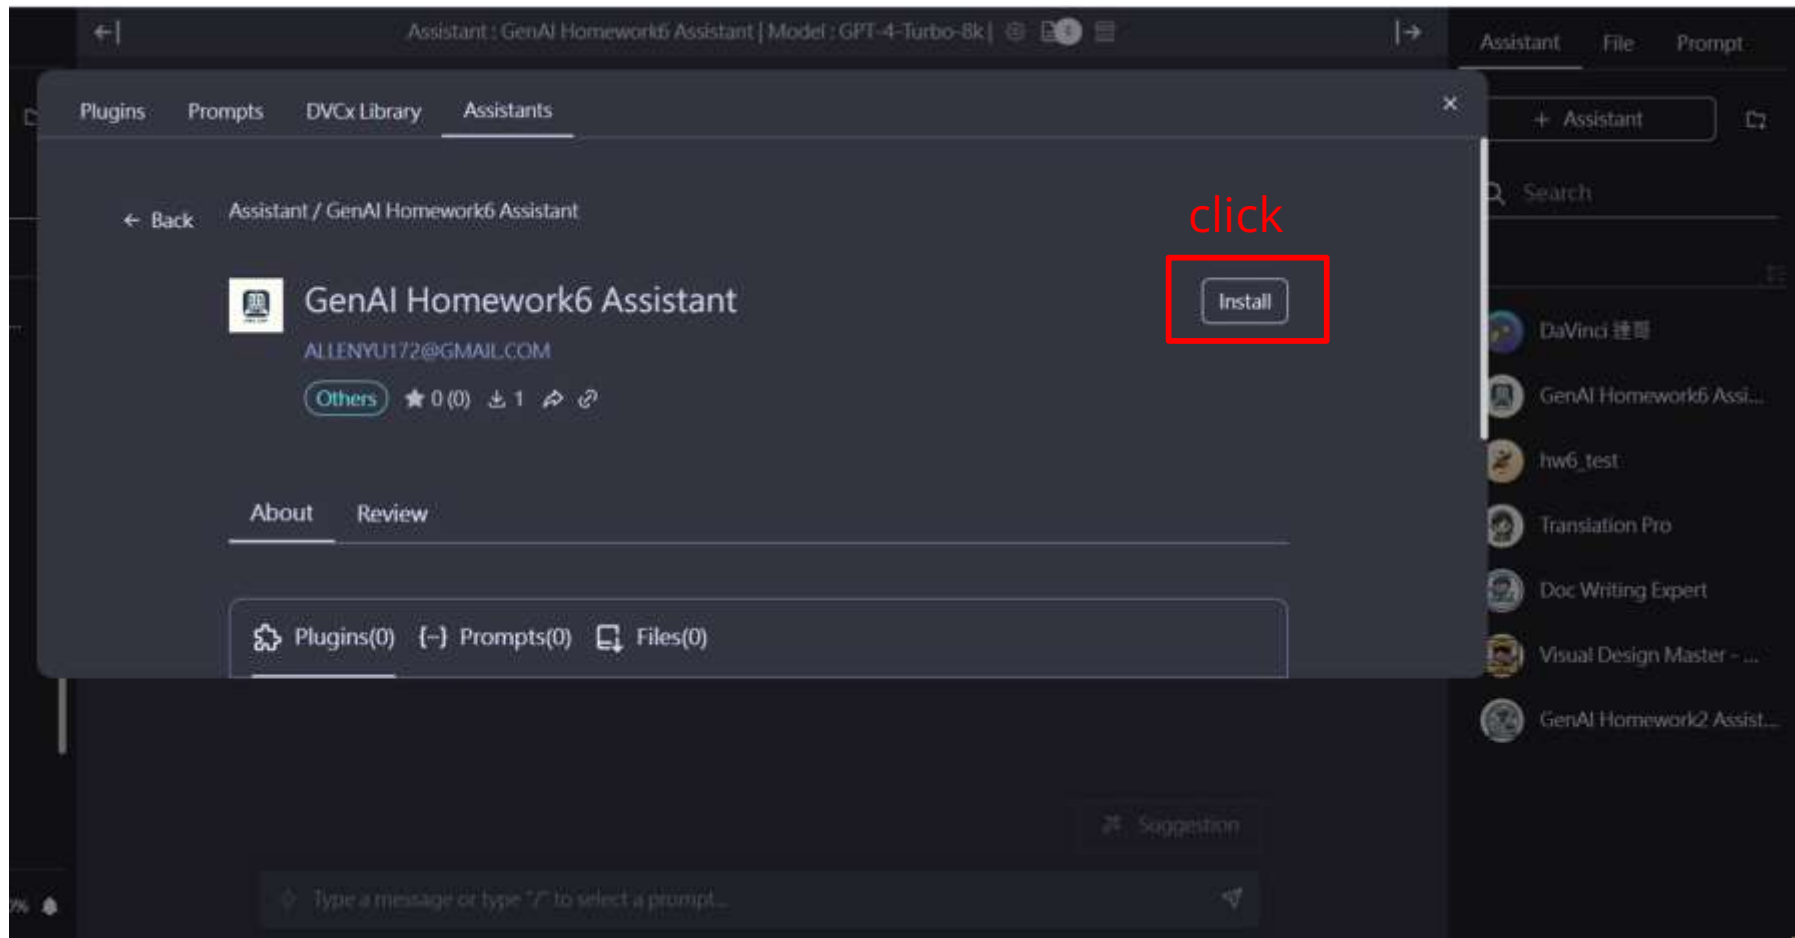 Assistant : GenAI Homework6 Assistant | Model : GPT-4-Turbo-8k |
Assistant File Prompt
Plugins Prompts DVCx Library Assistants
+ Assistant
Search
← Back
Assistant / GenAI Homework6 Assistant
click
GenAI Homework6 Assistant
Install
ALLENYU172@GMAIL.COM
Others ★ 0 (0) 1
About Review
Plugins(0) {-} Prompts(0) Files(0)
DaVinci 達哥
GenAI Homework6 Assi...
hw6_test
Translation Pro
Doc Writing Expert
Visual Design Master - ...
GenAI Homework2 Assist...
Suggestion
Type a message or type "/" to select a prompt...